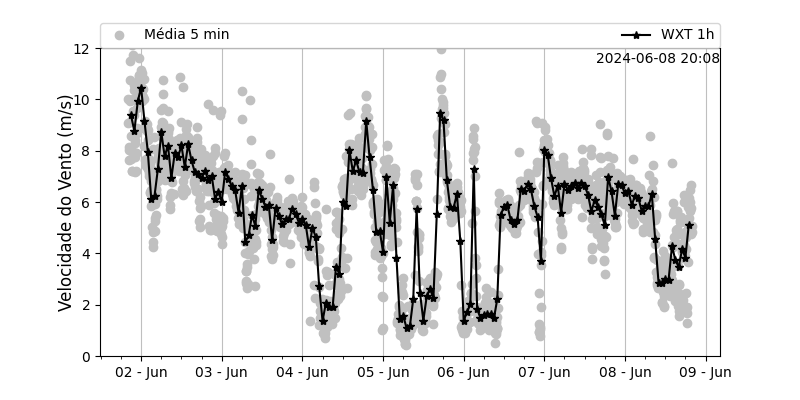 Média 5 min
WXT 1h
2024-06-08 20:08
Velocidade do Vento (m/s)
12
10
8
6
4
2
0
02 - Jun
03 - Jun
04 - Jun
05 - Jun
06 - Jun
07 - Jun
08 - Jun
09 - Jun